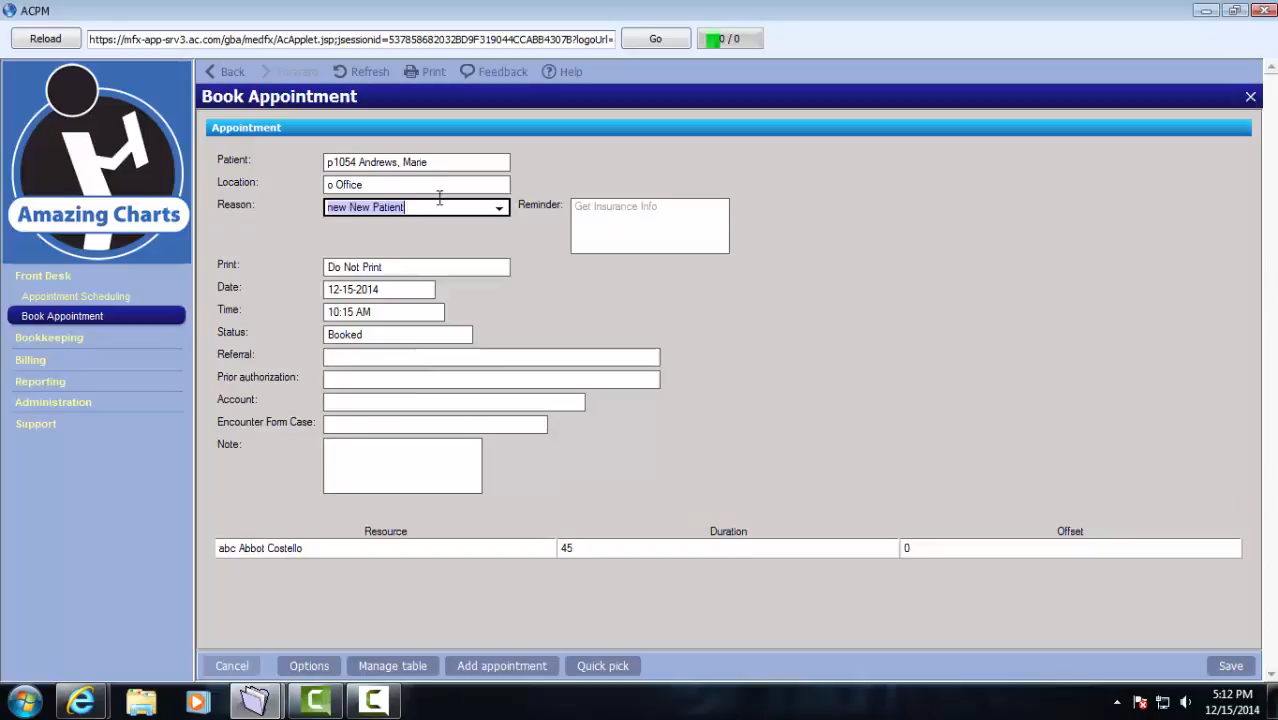 ACPM
Reload
https://mfx-app-srv3.ac.com/gba/medfx/AcApplet.jsp;jsessionid=537858682032BD9F319044CCABB4307B?logoUrl=
Go
0 / 0
Back
Forward
Refresh
Print
Feedback
Help
Book Appointment
Appointment
Patient:
p1054 Andrews, Marie
Location:
o Office
Reason:
new New Patient
Reminder:
Get Insurance Info
Print:
Do Not Print
Date:
12-15-2014
Time:
10:15 AM
Status:
Booked
Referral:
Prior authorization:
Account:
Encounter Form Case:
Note:
Resource
Duration
Offset
abc Abbot Costello
45
0
Amazing Charts
Front Desk
Appointment Scheduling
Book Appointment
Bookkeeping
Billing
Reporting
Administration
Support
Cancel
Options
Manage table
Add appointment
Quick pick
Save
5:12 PM
12/15/2014